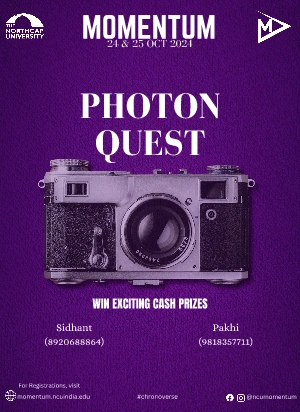 THE
NORTHCAP
UNIVERSITY
MOMENTUM
24 & 25 OCT 2024
M
PHOTON
QUEST
WIN EXCITING CASH PRIZES
Sidhant
(8920688864)
Pakhi
(9818357711)
For Registrations, visit
momentum.ncuindia.edu
#chronoverse
@ncumomentum